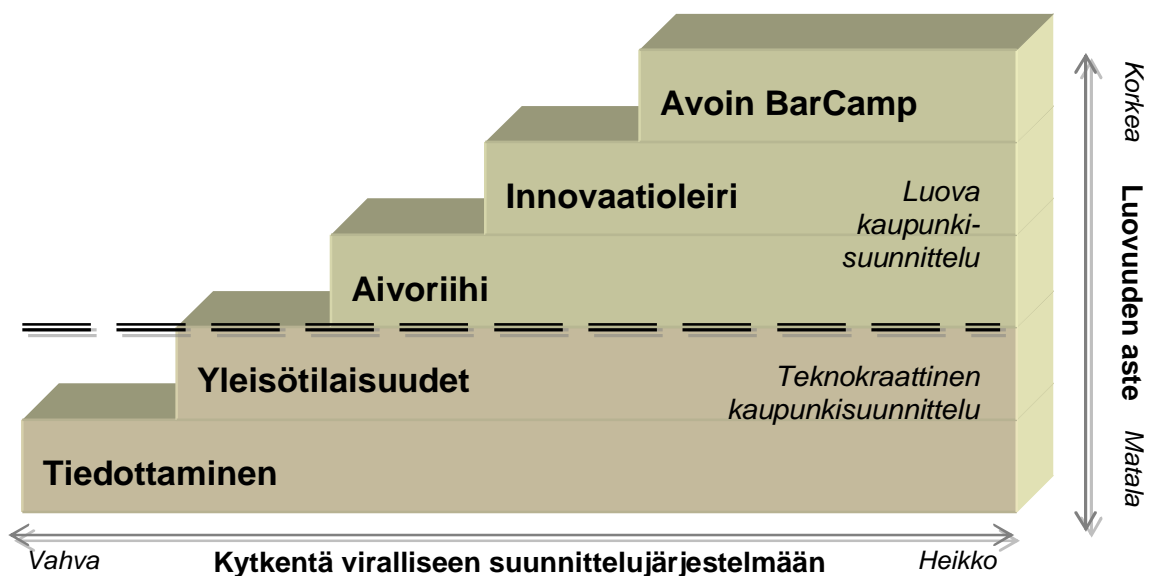 Avoin BarCamp
Innovaatioleiri
Luova
kaupunki-
suunnittelu
Aivoriihi
Yleisötilaisuudet
Teknokraattinen
kaupunkisuunnittelu
Tiedottaminen
Korkea
Luovuuden aste
Matala
Vahva
Kytkentä viralliseen suunnittelujärjestelmään
Heikko